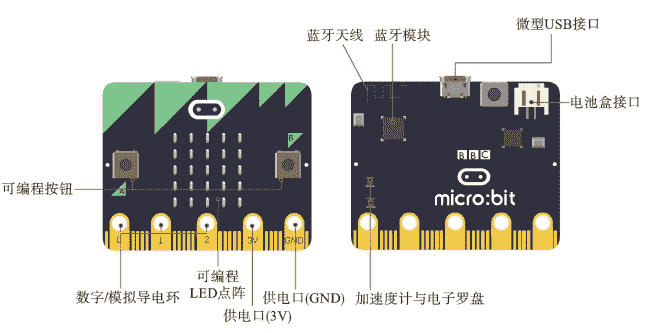 微型USB接口
蓝牙天线
蓝牙模块
电池盒接口
B
A
可编程按钮
BBC
micro:bit
0
1
2
3V
GND
数字/模拟导电环
可编程
LED点阵
供电口(3V)
供电口(GND)
加速度计与电子罗盘